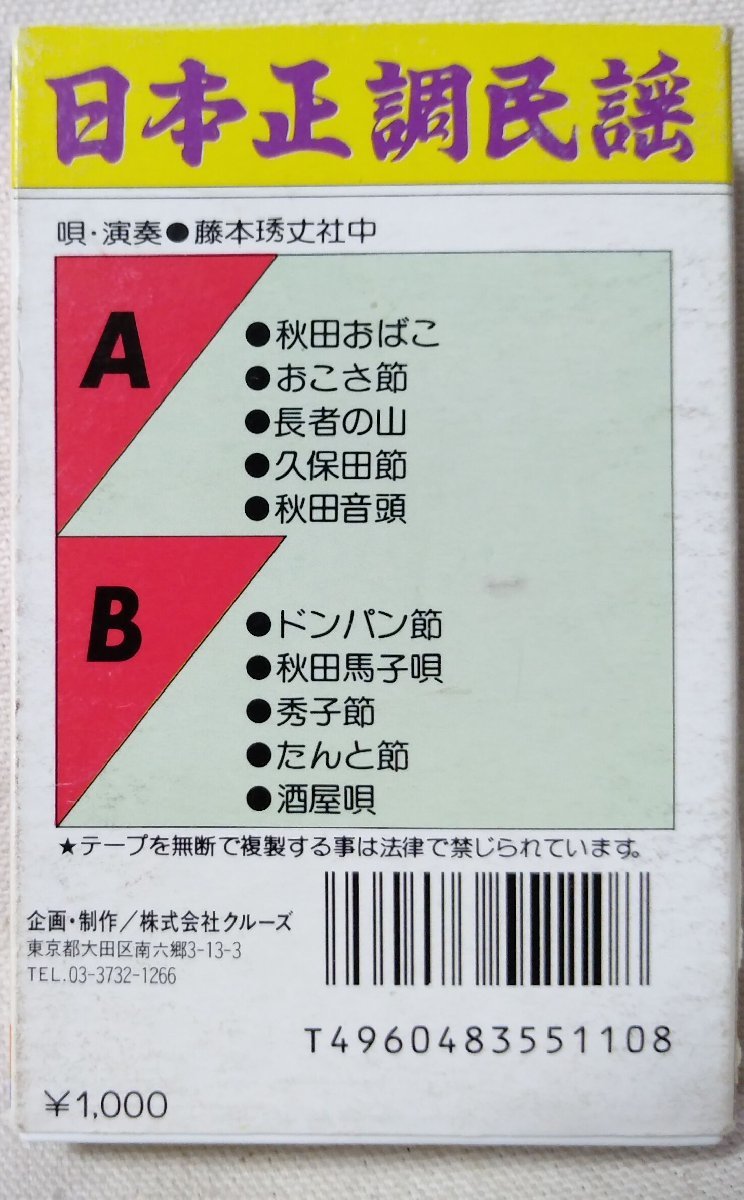 日本正調民謡
唄・演奏●藤本琇丈社中
A
●秋田おばこ
●おこさ節
●長者の山
●久保田節
●秋田音頭
B
●ドンパン節
●秋田馬子唄
●秀子節
●たんと節
●酒屋唄
★テープを無断で複製する事は法律で禁じられています。
企画・制作/株式会社クルーズ
東京都大田区南六郷3-13-3
TEL.03-3732-1266
T4960483551108
¥1,000